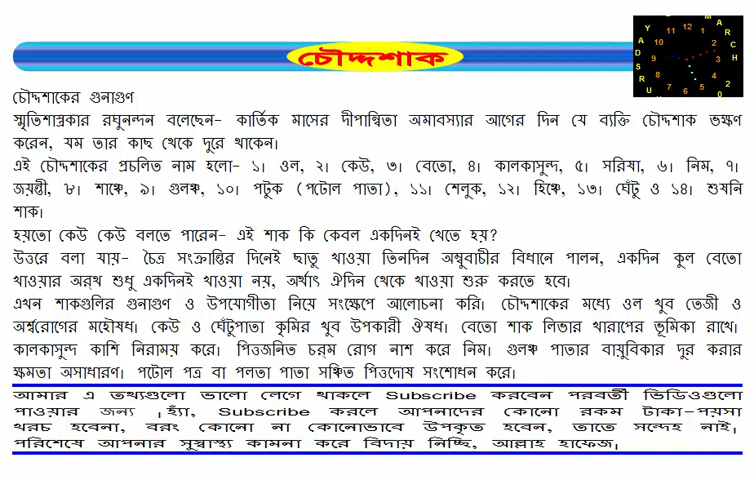 চৌদ্দশাক
চৌদ্দশাকের গুনাগুণ
স্মৃতিশাস্ত্রকার রঘুনন্দন বলেছেন- কার্তিক মাসের দীপান্বিতা অমাবস্যার আগের দিন যে ব্যক্তি চৌদ্দশাক ভক্ষণ
করেন, যম তার কাছ থেকে দুরে থাকেন।
এই চৌদ্দশাকের প্রচলিত নাম হলো- ১। ওল, ২। কেউ, ৩। বেতো, ৪। কালকাসুন্দ, ৫। সরিষা, ৬। নিম, ৭।
জয়ন্তী, ৮। শাঞ্চে, ৯। গুলঞ্চ, ১০। পটুক (পটোল পাতা), ১১। শেলুক, ১২। হিঞ্চে, ১৩। ঘেঁটু ও ১৪। শুষনি
শাক।
হয়তো কেউ কেউ বলতে পারেন- এই শাক কি কেবল একদিনই খেতে হয়?
উত্তরে বলা যায়- চৈত্র সংক্রান্তির দিনেই ছাতু খাওয়া তিনদিন অম্বুবাচীর বিধানে পালন, একদিন কুল বেতো
খাওয়ার অর্থ শুধু একদিনই খাওয়া নয়, অর্থাৎ ঐদিন থেকে খাওয়া শুরু করতে হবে।
এখন শাকগুলির গুনাগুণ ও উপযোগীতা নিয়ে সংক্ষেপে আলোচনা করি। চৌদ্দশাকের মধ্যে ওল খুব তেজী ও
অর্শ্বরোগের মহৌষধ। কেউ ও ঘেঁটুপাতা কৃমির খুব উপকারী ঔষধ। বেতো শাক লিভার খারাপের ভূমিকা রাখে।
কালকাসুন্দ কাশি নিরাময় করে। পিত্তজনিত চর্ম রোগ নাশ করে নিম। গুলঞ্চ পাতার বায়ুবিকার দুর করার
ক্ষমতা অসাধারণ। পটোল পত্র বা পলতা পাতা সঞ্চিত পিত্তদোষ সংশোধন করে।
আমার এ তথ্যগুলো ভালো লেগে থাকলে Subscribe করবেন পরবর্তী ভিডিওগুলো
পাওয়ার জন্য । হ্যাঁ, Subscribe করলে আপনাদের কোনো রকম টাকা-পয়সা
খরচ হবেনা, বরং কোনো না কোনোভাবে উপকৃত হবেন, তাতে সন্দেহ নাই।
পরিশেষে আপনার সুস্বাস্থ্য কামনা করে বিদায় নিচ্ছি, আল্লাহ হাফেজ।